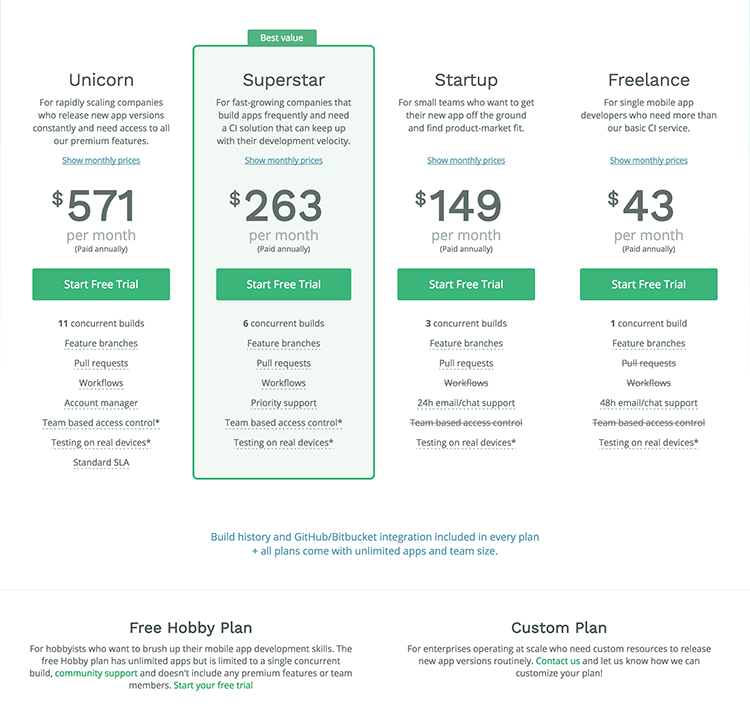 Best value
Unicorn
For rapidly scaling companies
who release new app versions
constantly and need access to all
our premium features.
Show monthly prices
$571
per month
(Paid annually)
Start Free Trial
11 concurrent builds
Feature branches
Pull requests
Workflows
Account manager
Team based access control*
Testing on real devices*
Standard SLA
Superstar
For fast-growing companies that
build apps frequently and need
a CI solution that can keep up
with their development velocity.
Show monthly prices
$263
per month
(Paid annually)
Start Free Trial
6 concurrent builds
Feature branches
Pull requests
Workflows
Priority support
Team based access control*
Testing on real devices*
Startup
For small teams who want to get
their new app off the ground
and find product-market fit.
Show monthly prices
$149
per month
(Paid annually)
Start Free Trial
3 concurrent builds
Feature branches
Pull requests
Workflows
24h email/chat support
Team based access control
Testing on real devices*
Freelance
For single mobile app
developers who need more than
our basic CI service.
Show monthly prices
$43
per month
(Paid annually)
Start Free Trial
1 concurrent build
Feature branches
Pull requests
Workflows
48h email/chat support
Team based access control
Testing on real devices*
Build history and GitHub/Bitbucket integration included in every plan
+ all plans come with unlimited apps and team size.
Free Hobby Plan
For hobbyists who want to brush up their mobile app development skills. The
free Hobby plan has unlimited apps but is limited to a single concurrent
build, community support and doesn't include any premium features or team
members. Start your free trial
Custom Plan
For enterprises operating at scale who need custom resources to release
new app versions routinely. Contact us and let us know how we can
customize your plan!